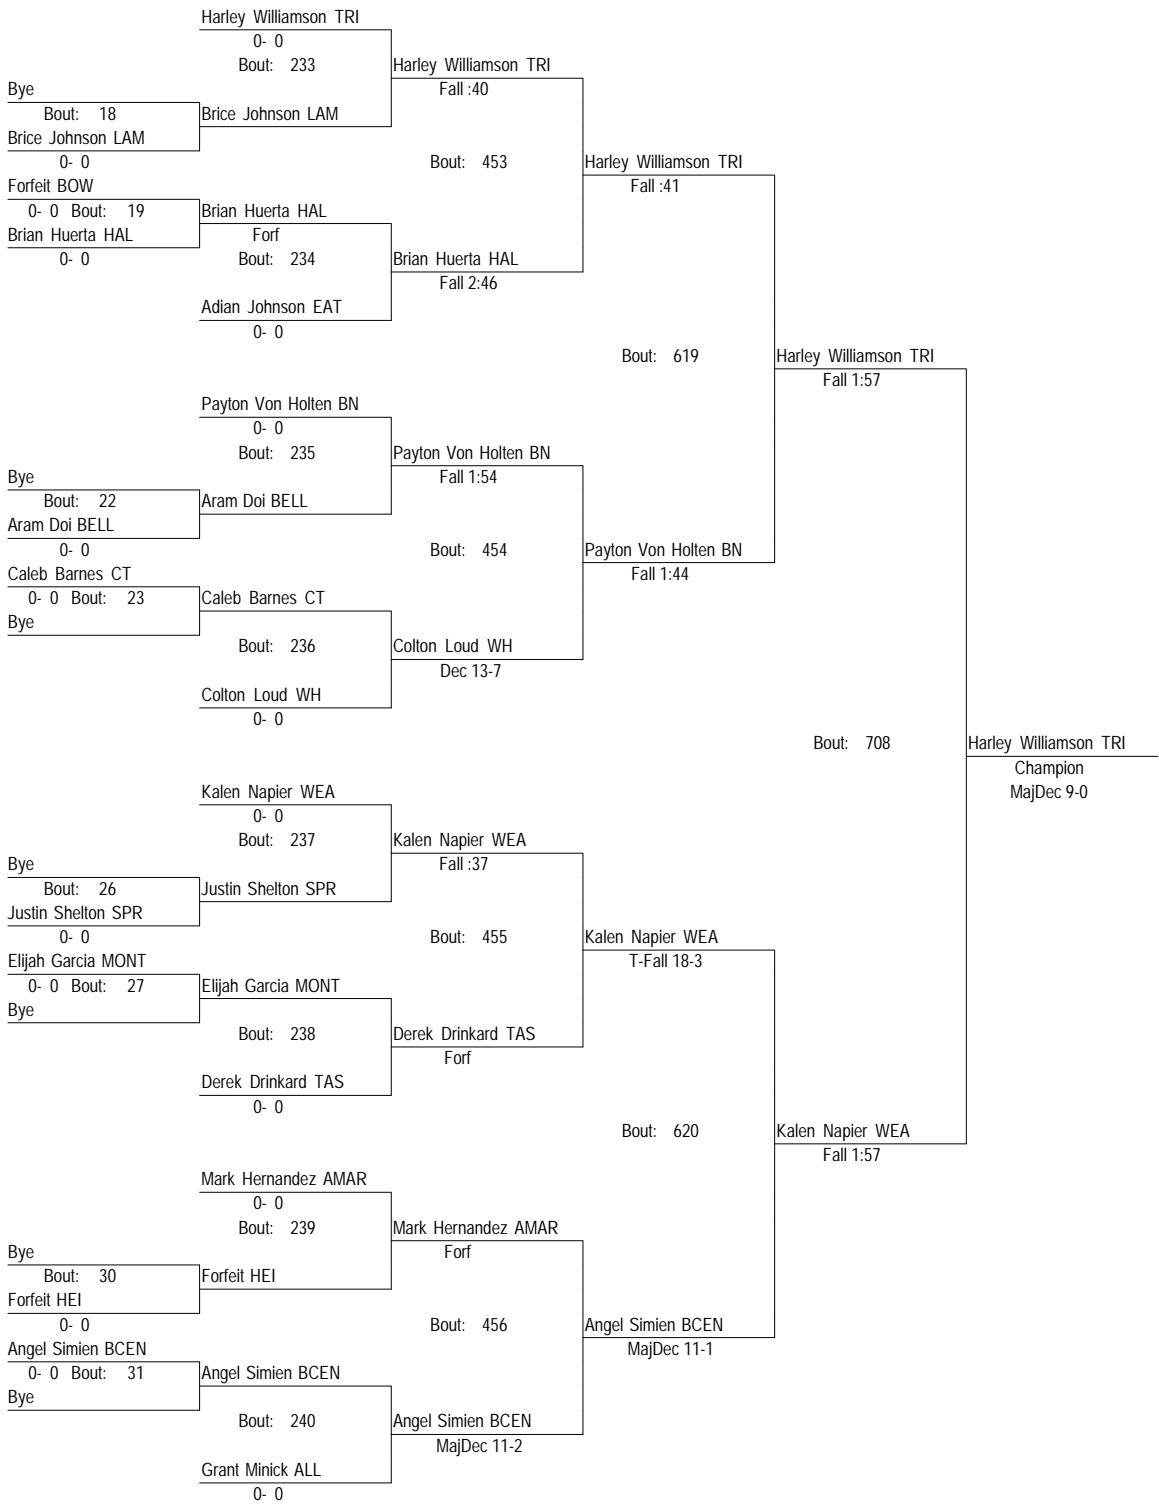 Harley Williamson TRI
0- 0
Bout: 233
Harley Williamson TRI
Fall :40
Bye
Bout: 18
Brice Johnson LAM
Brice Johnson LAM
0- 0
Bout: 453
Harley Williamson TRI
Fall :41
Forfeit BOW
0- 0 Bout: 19
Brian Huerta HAL
Forf
Brian Huerta HAL
0- 0
Bout: 234
Brian Huerta HAL
Fall 2:46
Adian Johnson EAT
0- 0
Bout: 619
Harley Williamson TRI
Fall 1:57
Payton Von Holten BN
0- 0
Bout: 235
Payton Von Holten BN
Fall 1:54
Bye
Bout: 22
Aram Doi BELL
Aram Doi BELL
0- 0
Bout: 454
Payton Von Holten BN
Fall 1:44
Caleb Barnes CT
0- 0 Bout: 23
Caleb Barnes CT
Bye
Bout: 236
Colton Loud WH
Dec 13-7
Colton Loud WH
0- 0
Bout: 708
Harley Williamson TRI
Champion
MajDec 9-0
Kalen Napier WEA
0- 0
Bout: 237
Kalen Napier WEA
Fall :37
Bye
Bout: 26
Justin Shelton SPR
Justin Shelton SPR
0- 0
Bout: 455
Kalen Napier WEA
T-Fall 18-3
Elijah Garcia MONT
0- 0 Bout: 27
Elijah Garcia MONT
Bye
Bout: 238
Derek Drinkard TAS
Forf
Derek Drinkard TAS
0- 0
Bout: 620
Kalen Napier WEA
Fall 1:57
Mark Hernandez AMAR
0- 0
Bout: 239
Mark Hernandez AMAR
Forf
Bye
Bout: 30
Forfeit HEI
Forfeit HEI
0- 0
Bout: 456
Angel Simien BCEN
MajDec 11-1
Angel Simien BCEN
0- 0 Bout: 31
Angel Simien BCEN
Bye
Bout: 240
Angel Simien BCEN
MajDec 11-2
Grant Minick ALL
0- 0